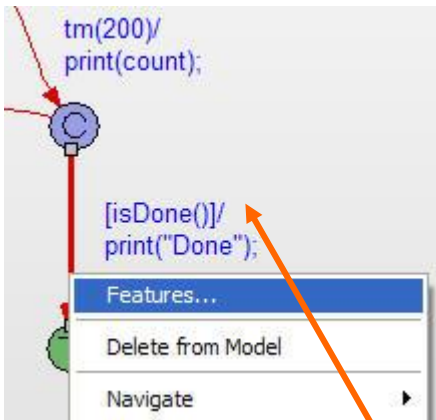 tm(200)/
print(count);
C
[isDone()]/
print("Done");
Features...
Delete from Model
Navigate